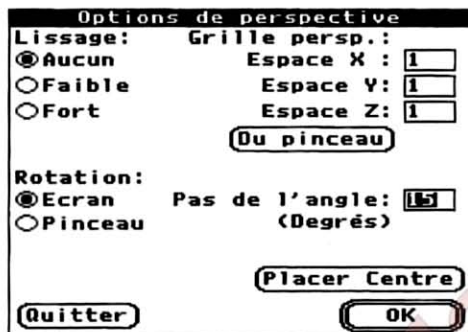 Options de perspective
Lissage: Grille persp.:
Aucun Espace X : 1
Faible Espace Y: 1
Fort Espace Z: 1
Du pinceau
Rotation:
Ecran Pas de l'angle: 15
Pinceau (Degrés)
Placer Centre
Quitter OK